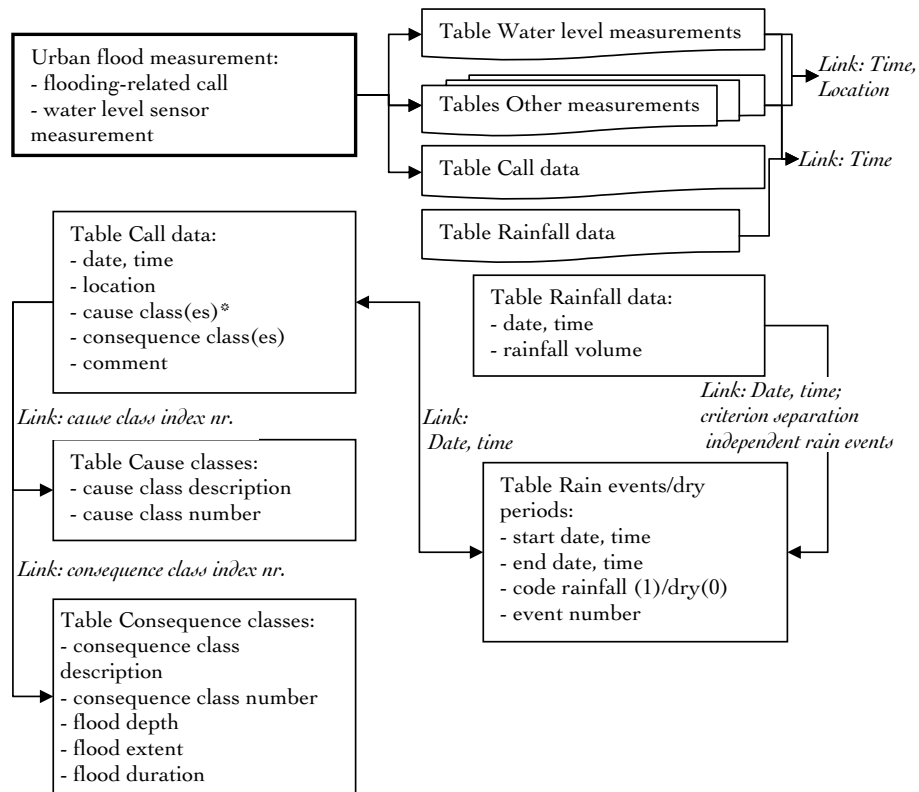 Urban flood measurement:
- flooding-related call
- water level sensor
measurement
Table Water level measurements
Tables Other measurements
Table Call data
Table Rainfall data
Link: Time,
Location
Link: Time
Table Call data:
- date, time
- location
- cause class(es)*
- consequence class(es)
- comment
Table Rainfall data:
- date, time
- rainfall volume
Link: cause class index nr.
Link:
Date, time
Link: Date, time;
criterion separation
independent rain events
Table Cause classes:
- cause class description
- cause class number
Table Rain events/dry
periods:
- start date, time
- end date, time
- code rainfall (1)/dry(0)
- event number
Link: consequence class index nr.
Table Consequence classes:
- consequence class
description
- consequence class number
- flood depth
- flood extent
- flood duration